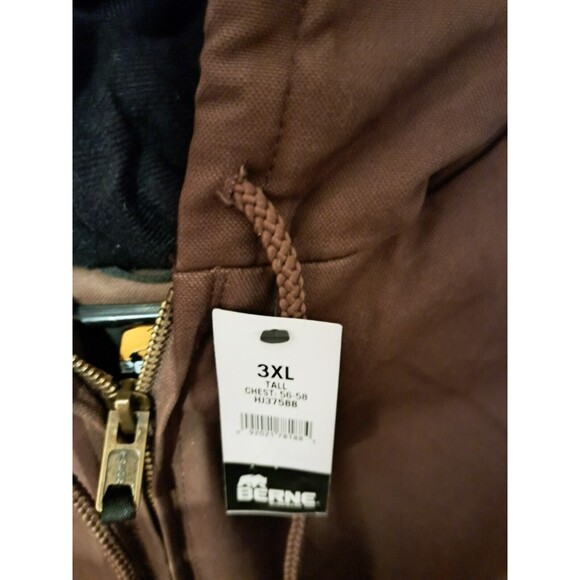 3XL
TALL
CHEST: 56-58
HJ375BB
BERNE